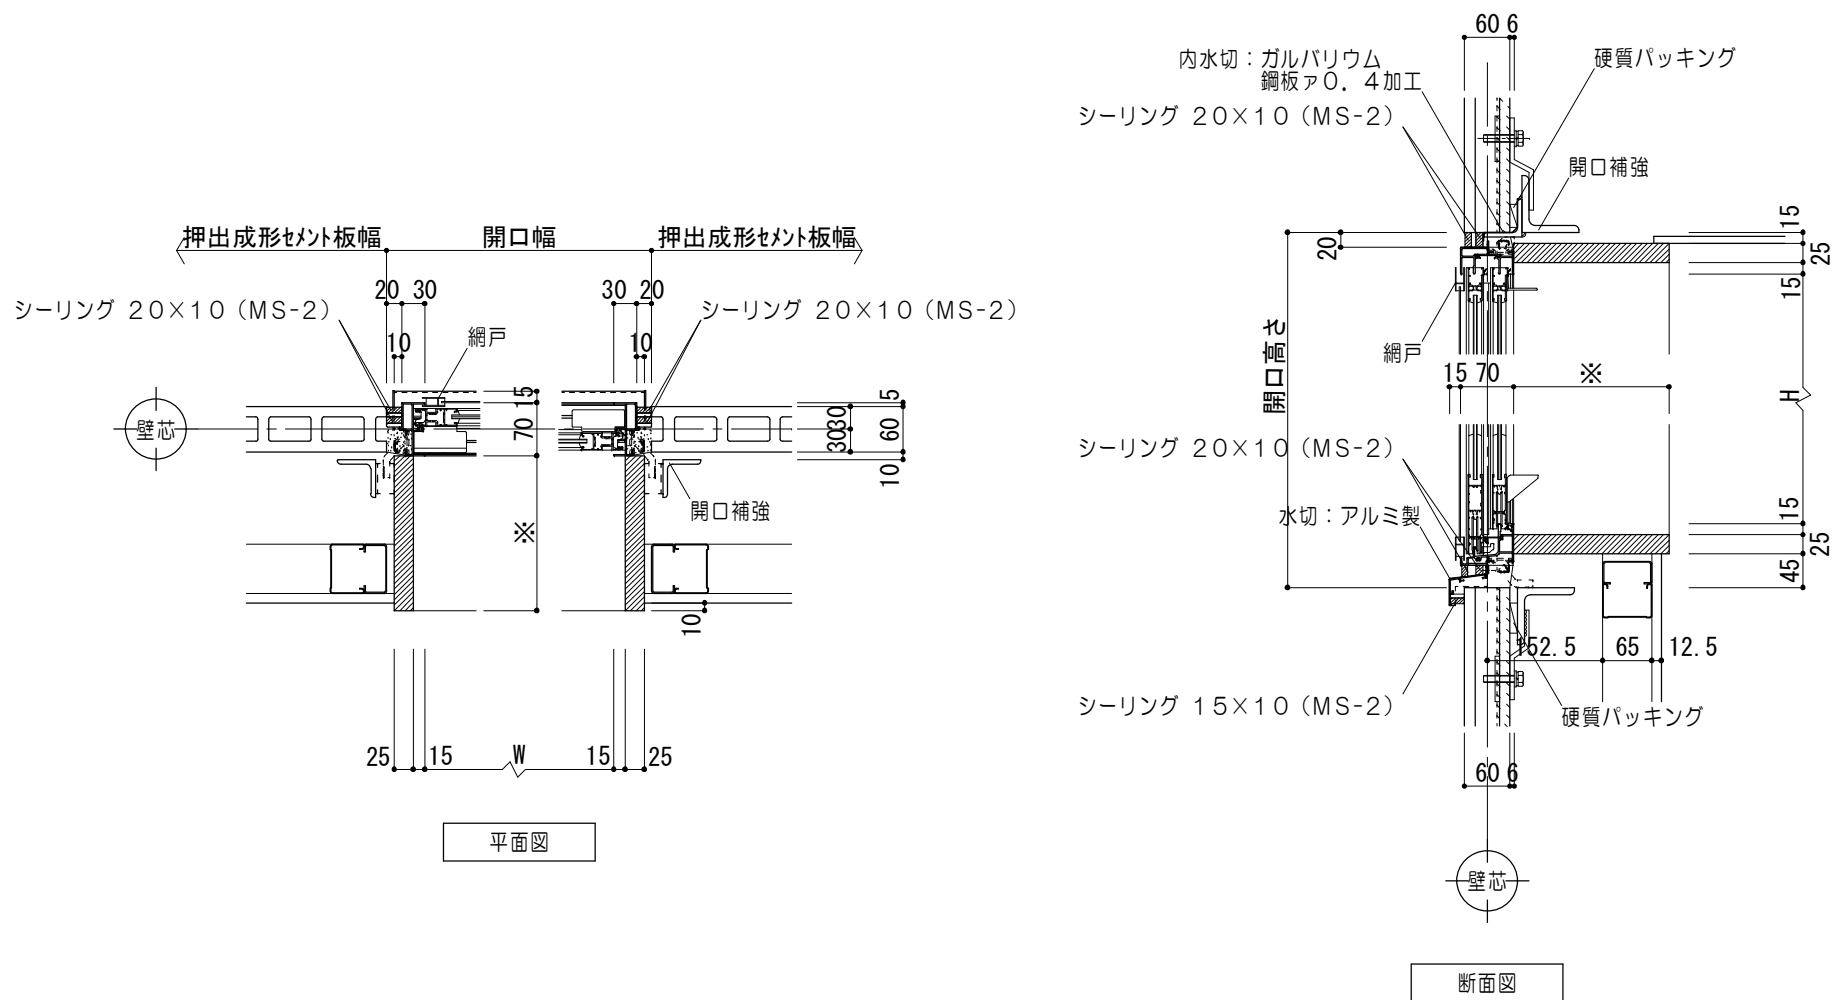 押出成形ｾﾒﾝﾄ板幅
開口幅
押出成形ｾﾒﾝﾄ板幅
20 30
30 20
シーリング 20×10（MS-2）
シーリング 20×10（MS-2）
10
網戸
10
壁芯
15
70
※
5
30
30
60
10
開口補強
10
25
15
W
15
25
平面図
60 6
内水切：ガルバリウム
鋼板ァ0．4加工
硬質パッキング
シーリング 20×10（MS-2）
開口補強
15
20
25
15
開口高さ
網戸
15 70
※
H
シーリング 20×10（MS-2）
水切：アルミ製
15
25
45
52.5
65
12.5
シーリング 15×10（MS-2）
硬質パッキング
60 6
壁芯
断面図